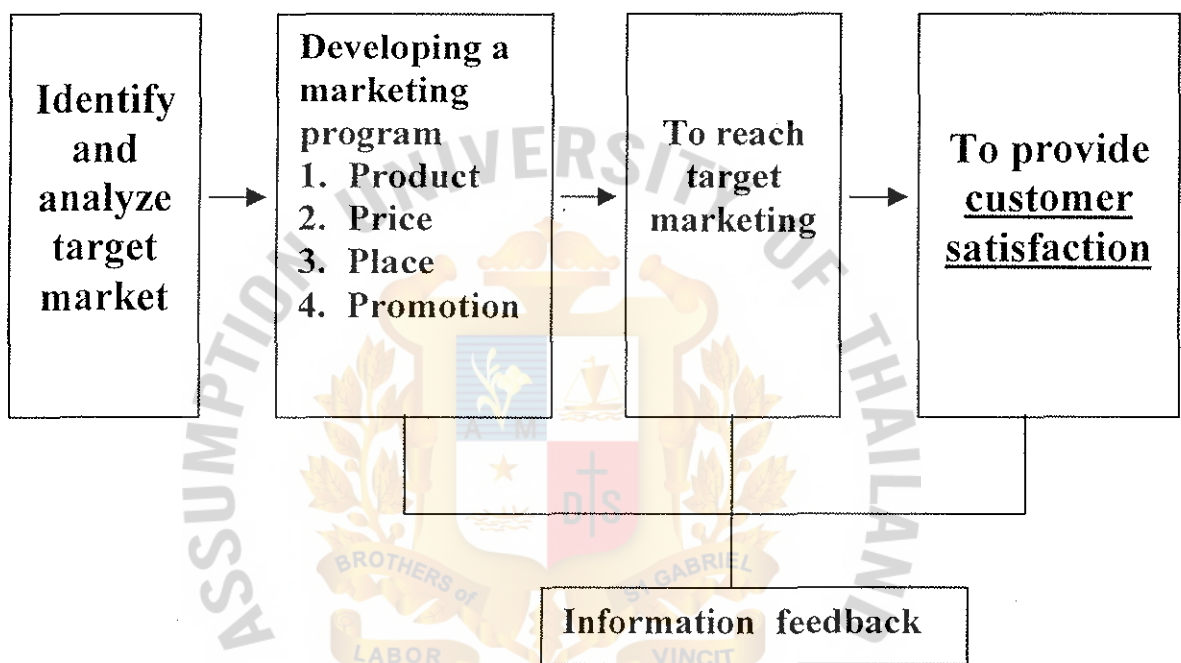 Identify
and
analyze
target
market
Developing a
marketing
program
1. Product
2. Price
3. Place
4. Promotion
To reach
target
marketing
To provide
customer
satisfaction
Information feedback
ASSUMPTION UNIVERSITY OF THAILAND
A M
D S
BROTHERS of
ST GABRIEL
LABOR
VINCIT